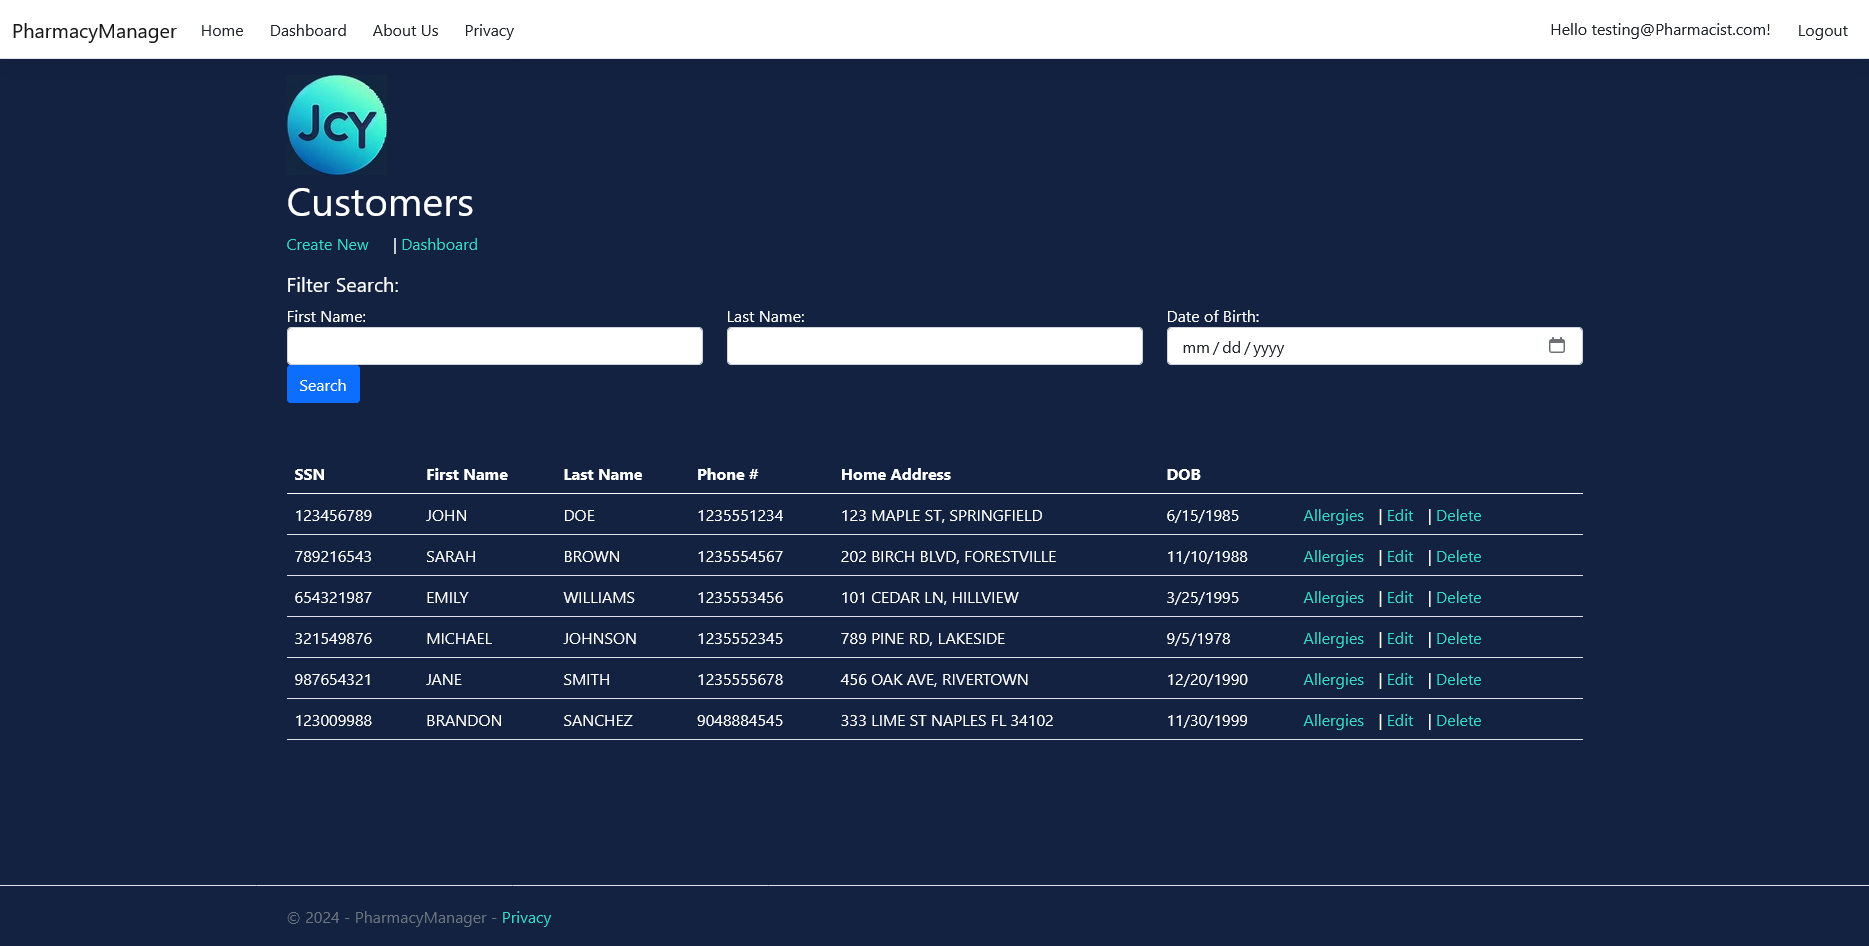 PharmacyManager Home Dashboard About Us Privacy Hello testing@Pharmacist.com! Logout
JCY
Customers
Create New | Dashboard
Filter Search:
First Name: Last Name: Date of Birth:
mm/dd/yyyy
Search
SSN First Name Last Name Phone # Home Address DOB
123456789 JOHN DOE 1235551234 123 MAPLE ST, SPRINGFIELD 6/15/1985 Allergies | Edit | Delete
789216543 SARAH BROWN 1235554567 202 BIRCH BLVD, FORESTVILLE 11/10/1988 Allergies | Edit | Delete
654321987 EMILY WILLIAMS 1235553456 101 CEDAR LN, HILLVIEW 3/25/1995 Allergies | Edit | Delete
321549876 MICHAEL JOHNSON 1235552345 789 PINE RD, LAKESIDE 9/5/1978 Allergies | Edit | Delete
987654321 JANE SMITH 1235555678 456 OAK AVE, RIVERTOWN 12/20/1990 Allergies | Edit | Delete
123009988 BRANDON SANCHEZ 9048884545 333 LIME ST NAPLES FL 34102 11/30/1999 Allergies | Edit | Delete
© 2024 - PharmacyManager - Privacy